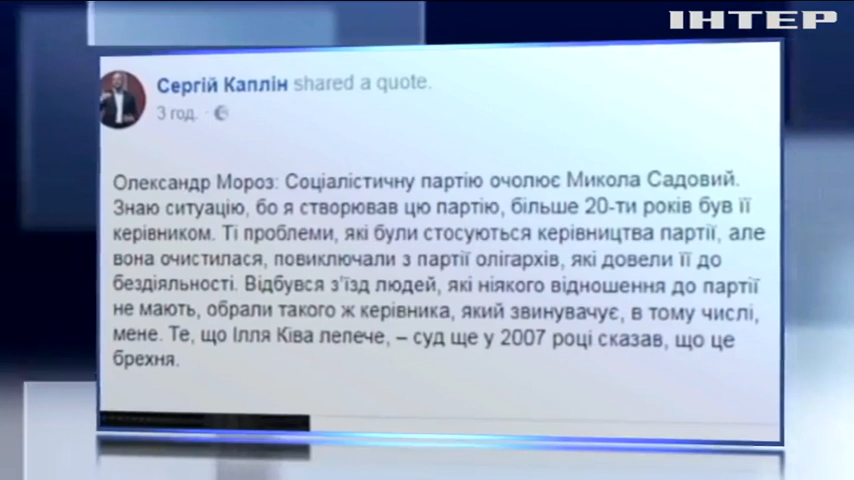 ІНТЕР
Сергій Каплін shared a quote.
3 год. ·
Олександр Мороз: Соціалістичну партію очолює Микола Садовий.
Знаю ситуацію, бо я створював цю партію, більше 20-ти років був її
керівником. Ті проблеми, які були стосуються керівництва партії, але
вона очистилася, повиключали з партії олігархів, які довели її до
бездіяльності. Відбувся з'їзд людей, які ніякого відношення до партії
не мають, обрали такого ж керівника, який звинувачує, в тому числі,
мене. Те, що Ілля Ківа лепече, – суд ще у 2007 році сказав, що це
брехня.